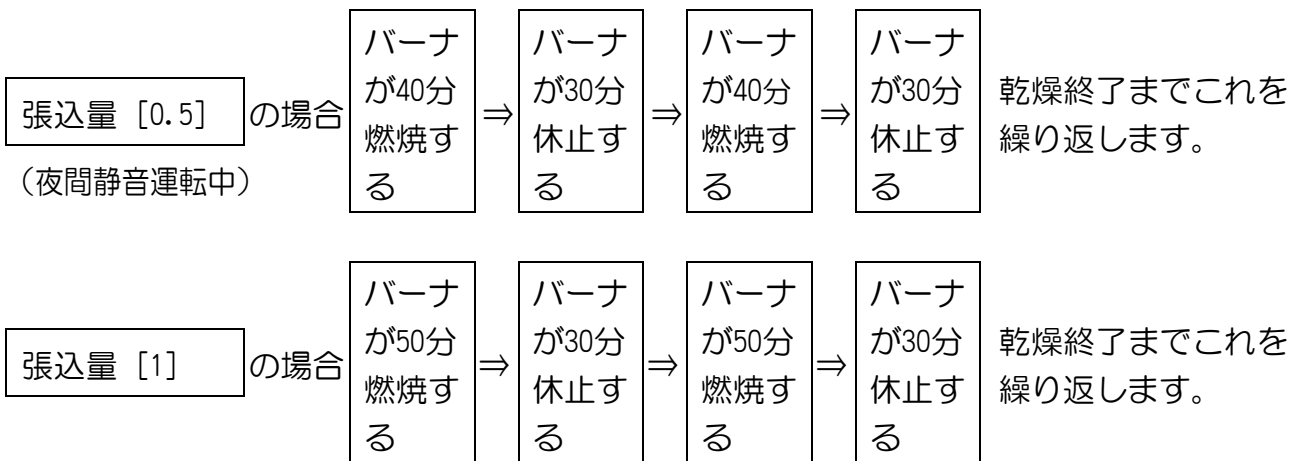 張込量 [0.5]
の場合
(夜間静音運転中)
バーナ
が40分
燃焼す
る
⇒
バーナ
が30分
休止す
る
⇒
バーナ
が40分
燃焼す
る
⇒
バーナ
が30分
休止す
る
乾燥終了までこれを
繰り返します。
張込量 [1]
の場合
バーナ
が50分
燃焼す
る
⇒
バーナ
が30分
休止す
る
⇒
バーナ
が50分
燃焼す
る
⇒
バーナ
が30分
休止す
る
乾燥終了までこれを
繰り返します。